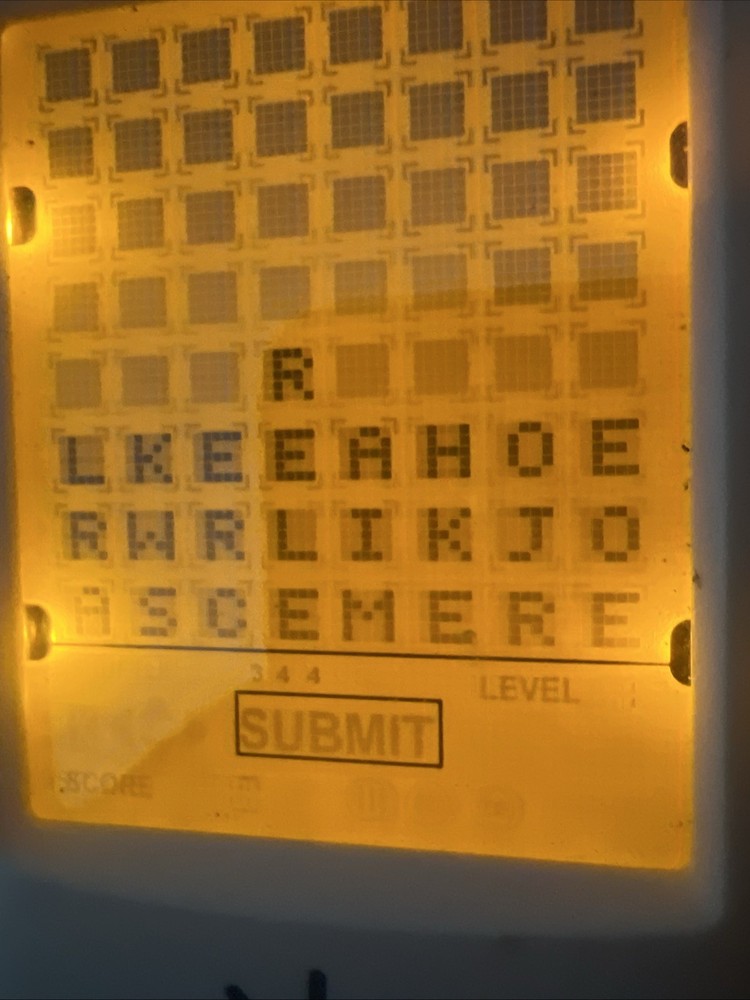 R
LKEEAHOE
RWRLIKJO
ASCEMERE
344
LEVEL
SUBMIT
SCORE